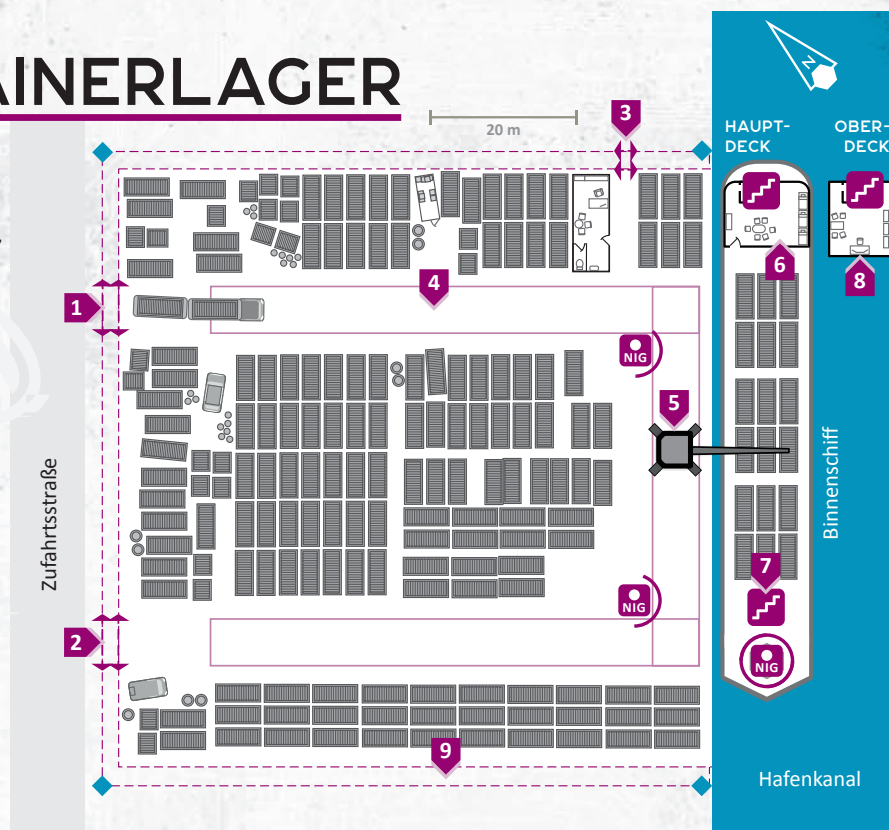 AINERLAGER
20 m
3
HAUPT-
DECK
OBER-
DECK
N
6
8
1
4
NIG
5
Zufahrtsstraße
Binnenschiff
7
NIG
2
NIG
9
Hafenkanal